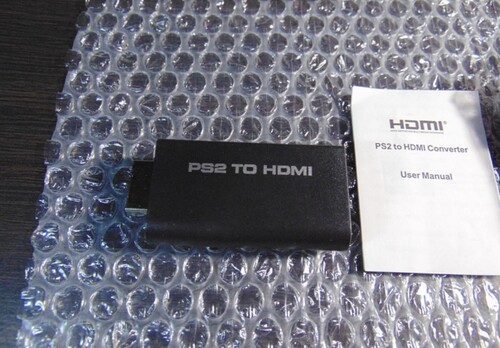 PS2 TO HDMI
HDMI
PS2 to HDMI Converter
User Manual